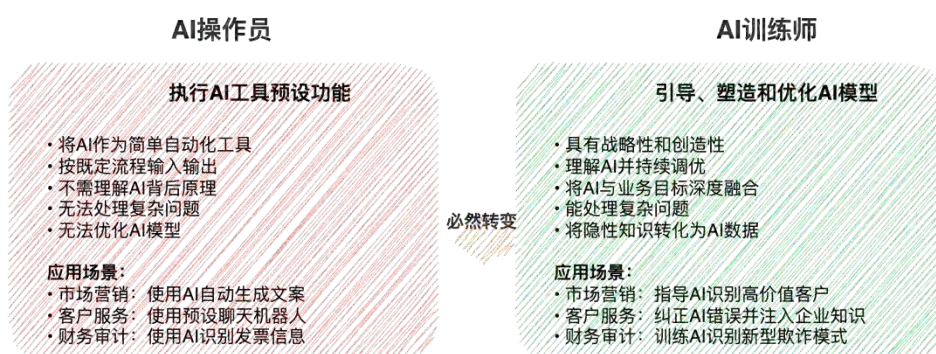 AI操作员
执行AI工具预设功能
• 将AI作为简单自动化工具
• 按既定流程输入输出
• 不需理解AI背后原理
• 无法处理复杂问题
• 无法优化AI模型
应用场景：
• 市场营销：使用AI自动生成文案
• 客户服务：使用预设聊天机器人
• 财务审计：使用AI识别发票信息
必然转变
AI训练师
引导、塑造和优化AI模型
• 具有战略性和创造性
• 理解AI并持续调优
• 将AI与业务目标深度融合
• 能处理复杂问题
• 将隐性知识转化为AI数据
应用场景：
• 市场营销：指导AI识别高价值客户
• 客户服务：纠正AI错误并注入企业知识
• 财务审计：训练AI识别新型欺诈模式